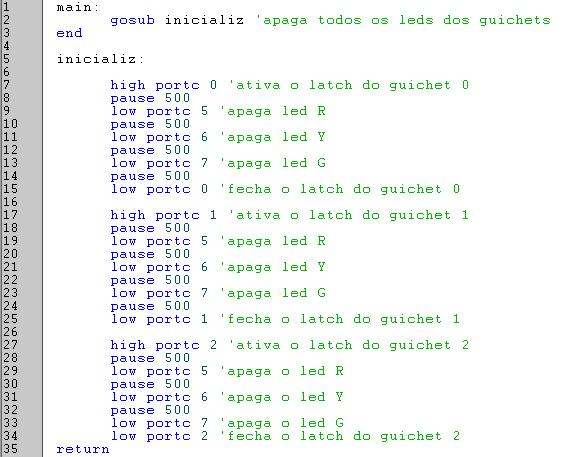 1 main:
2 gosub inicializ 'apaga todos os leds dos guichets
3 end
4
5 inicializ:
6
7 high portc 0 'ativa o latch do guichet 0
8 pause 500
9 low portc 5 'apaga led R
10 pause 500
11 low portc 6 'apaga led Y
12 pause 500
13 low portc 7 'apaga led G
14 pause 500
15 low portc 0 'fecha o latch do guichet 0
16
17 high portc 1 'ativa o latch do guichet 1
18 pause 500
19 low portc 5 'apaga led R
20 pause 500
21 low portc 6 'apaga led Y
22 pause 500
23 low portc 7 'apaga led G
24 pause 500
25 low portc 1 'fecha o latch do guichet 1
26
27 high portc 2 'ativa o latch do guichet 2
28 pause 500
29 low portc 5 'apaga o led R
30 pause 500
31 low portc 6 'apaga o led Y
32 pause 500
33 low portc 7 'apaga o led G
34 low portc 2 'fecha o latch do guichet 2
35 return